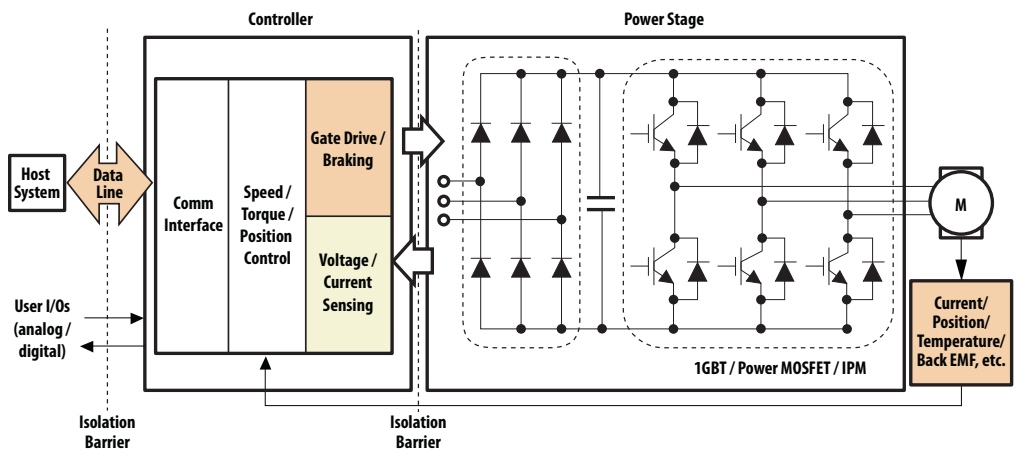 Controller
Power Stage
Host
System
Data
Line
Comm
Interface
Speed /
Torque /
Position
Control
Gate Drive /
Braking
Voltage /
Current
Sensing
M
User I/Os
(analog /
digital)
Current/
Position/
Temperature/
Back EMF, etc.
1GBT / Power MOSFET / IPM
Isolation
Barrier
Isolation
Barrier